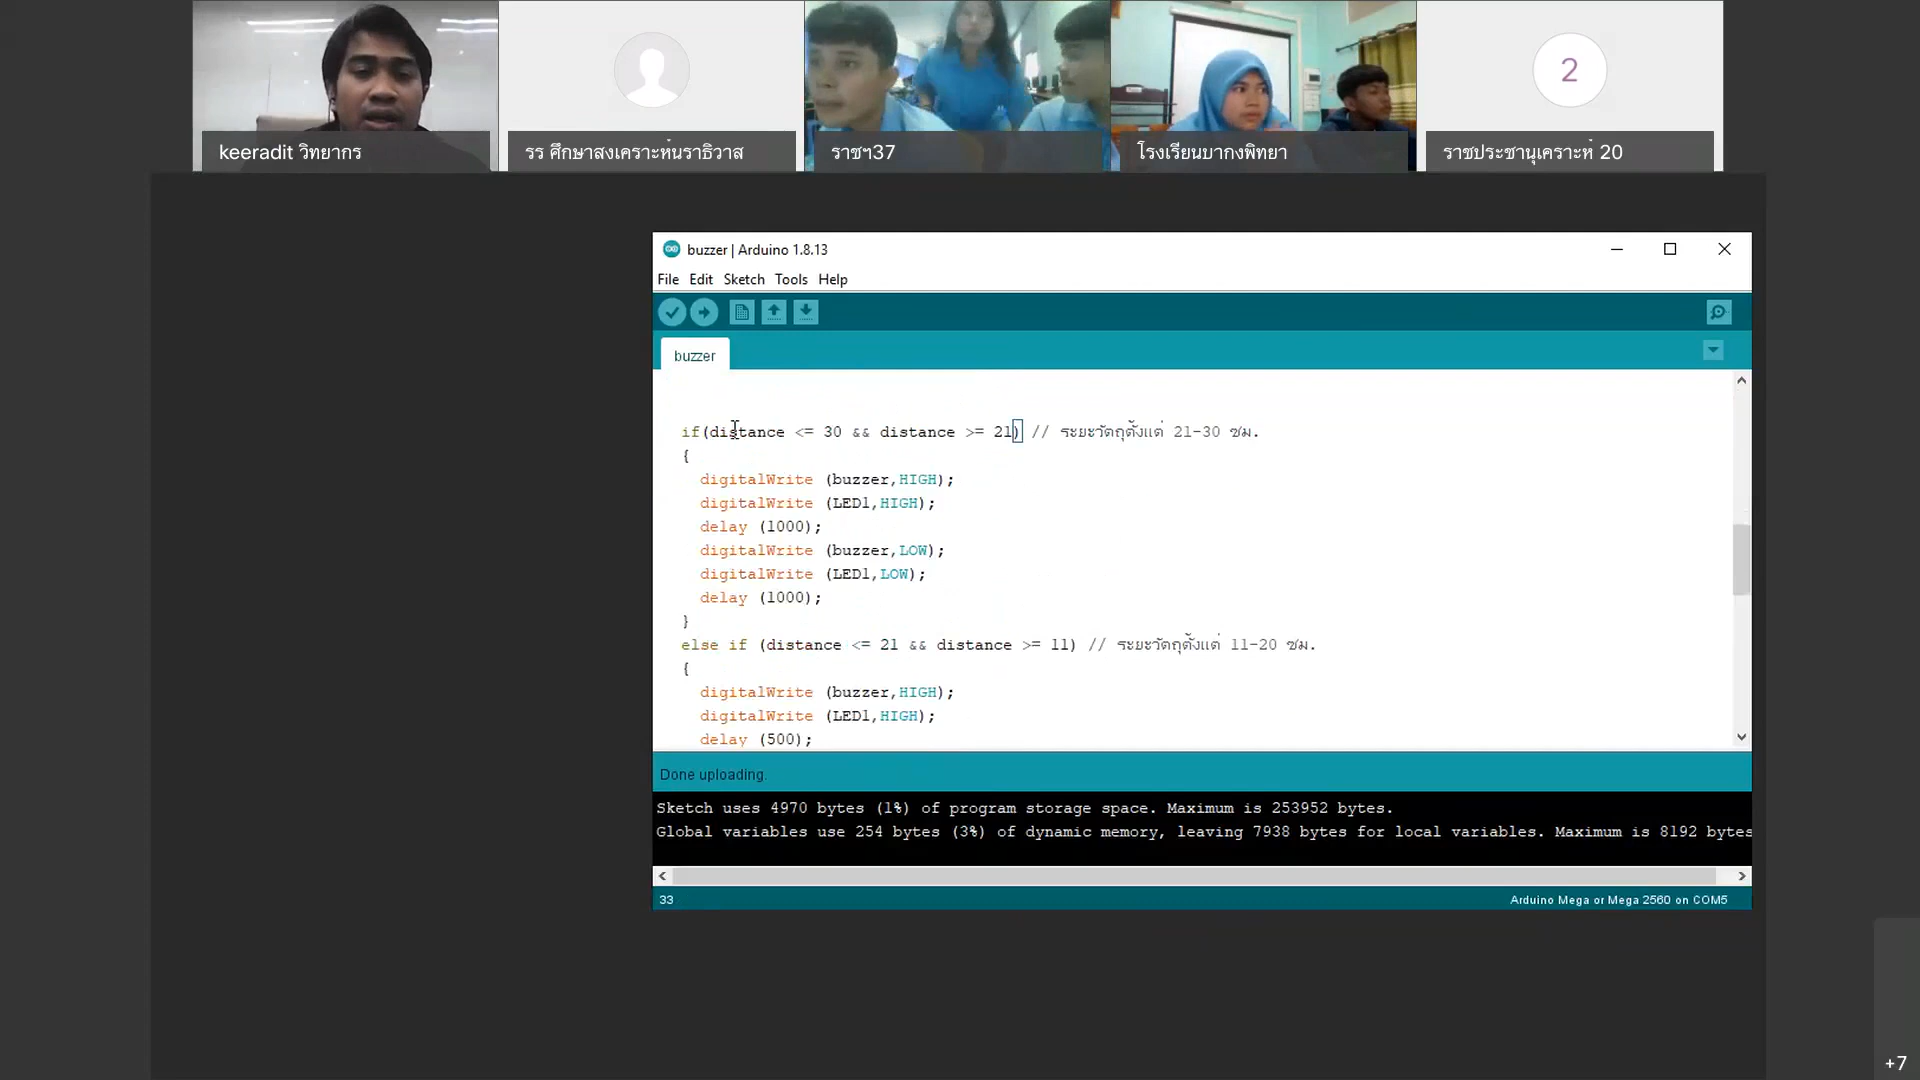 keeradit วิทยากร
รร ศึกษาสงเคราะห์นราธิวาส
ราชฯ37
โรงเรียนบากงพิทยา
2
ราชประชานุเคราะห์ 20
buzzer | Arduino 1.8.13
File Edit Sketch Tools Help
buzzer
if(distance <= 30 && distance >= 21) // ระยะวัตถุตั้งแต่ 21-30 ซม.
{
digitalWrite (buzzer,HIGH);
digitalWrite (LED1,HIGH);
delay (1000);
digitalWrite (buzzer,LOW);
digitalWrite (LED1,LOW);
delay (1000);
}
else if (distance <= 21 && distance >= 11) // ระยะวัตถุตั้งแต่ 11-20 ซม.
{
digitalWrite (buzzer,HIGH);
digitalWrite (LED1,HIGH);
delay (500);
Done uploading.
Sketch uses 4970 bytes (1%) of program storage space. Maximum is 253952 bytes.
Global variables use 254 bytes (3%) of dynamic memory, leaving 7938 bytes for local variables. Maximum is 8192 bytes
33
Arduino Mega or Mega 2560 on COM5
+7